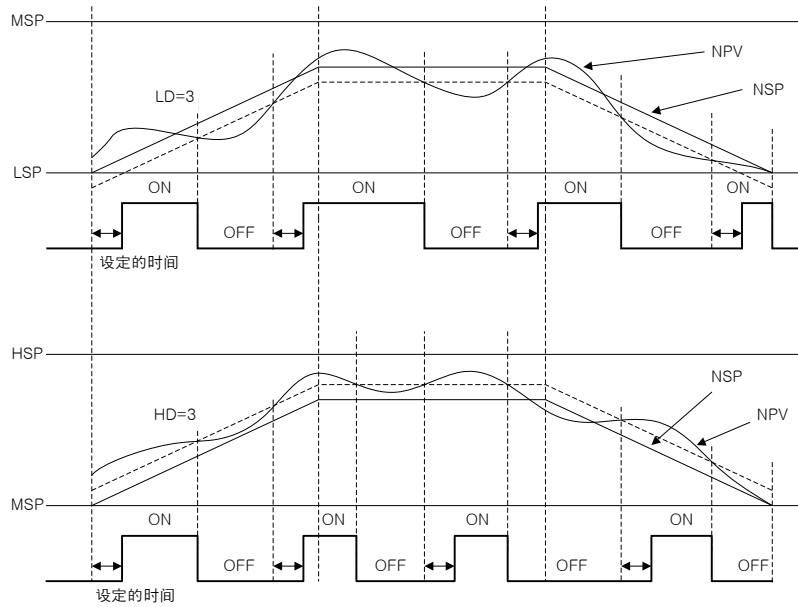 MSP
NPV
NSP
LD=3
LSP
ON ON ON ON
OFF OFF OFF
设定的时间
HSP
NSP
HD=3
NPV
MSP
ON ON ON ON
OFF OFF OFF OFF
设定的时间